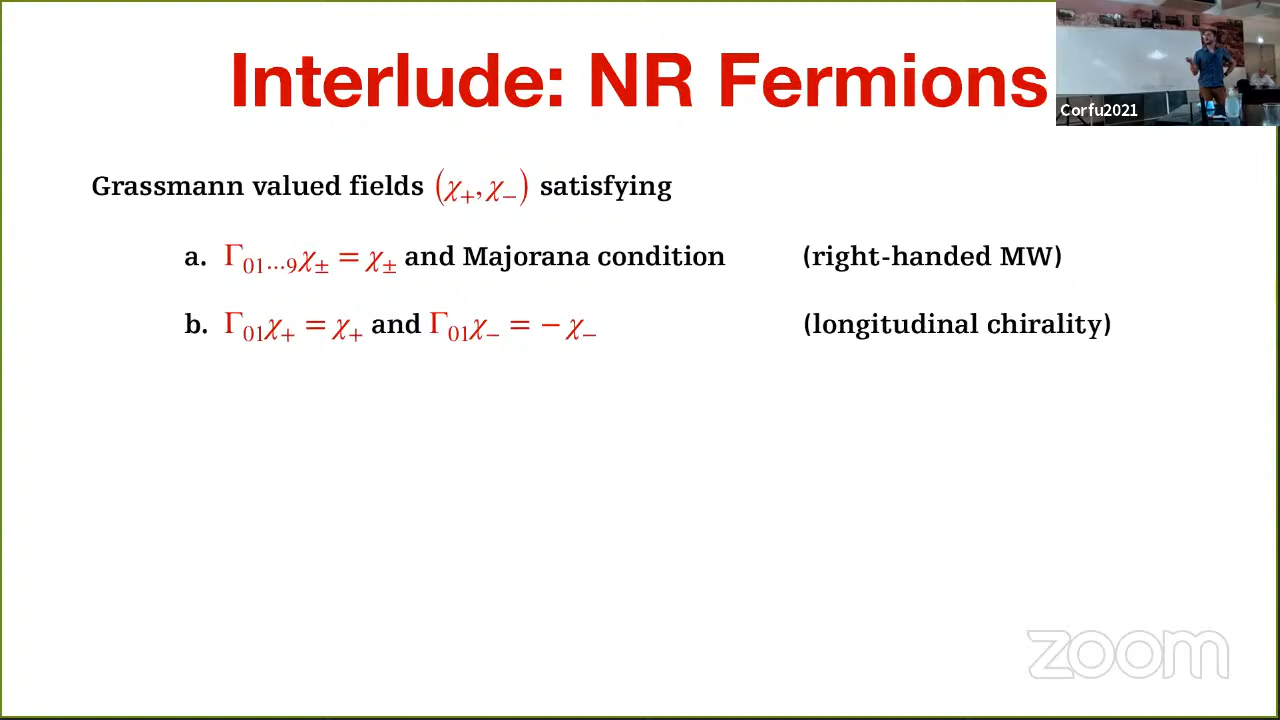 Interlude: NR Fermions
Corfu2021
Grassmann valued fields (χ₊, χ₋) satisfying
a. Γ₀₁…₉χ± = χ± and Majorana condition (right-handed MW)
b. Γ₀₁χ₊ = χ₊ and Γ₀₁χ₋ = − χ₋ (longitudinal chirality)
zoom